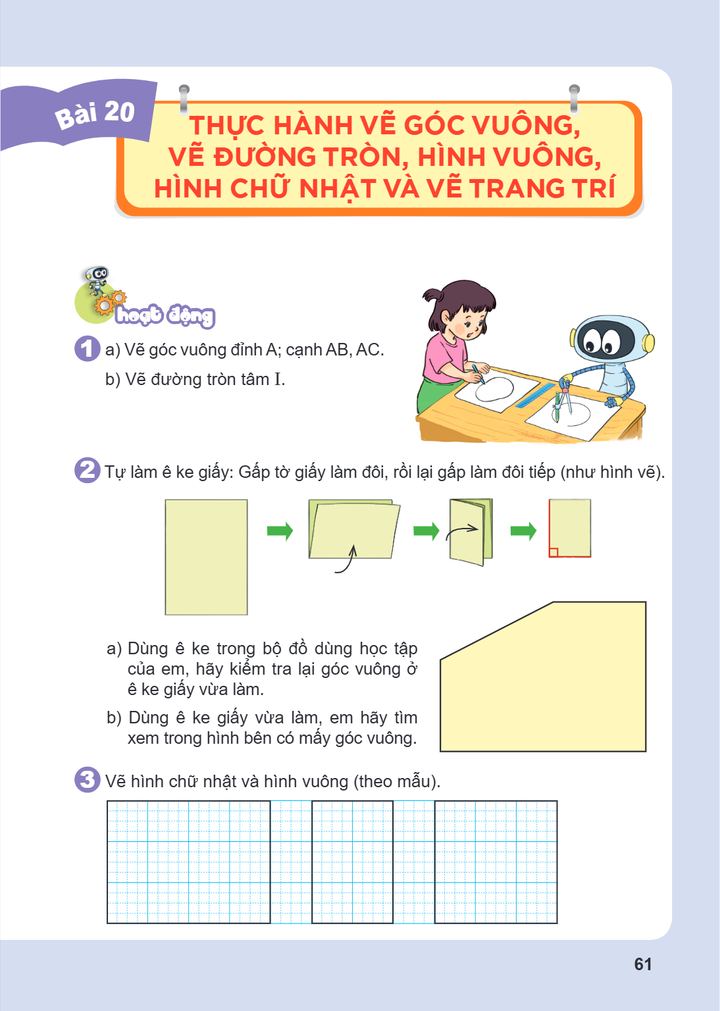 Bài 20
THỰC HÀNH VẼ GÓC VUÔNG,
VẼ ĐƯỜNG TRÒN, HÌNH VUÔNG,
HÌNH CHỮ NHẬT VÀ VẼ TRANG TRÍ
hoạt động
1 a) Vẽ góc vuông đỉnh A; cạnh AB, AC.
b) Vẽ đường tròn tâm I.
2 Tự làm ê ke giấy: Gấp tờ giấy làm đôi, rồi lại gấp làm đôi tiếp (như hình vẽ).
a) Dùng ê ke trong bộ đồ dùng học tập
của em, hãy kiểm tra lại góc vuông ở
ê ke giấy vừa làm.
b) Dùng ê ke giấy vừa làm, em hãy tìm
xem trong hình bên có mấy góc vuông.
3 Vẽ hình chữ nhật và hình vuông (theo mẫu).
61